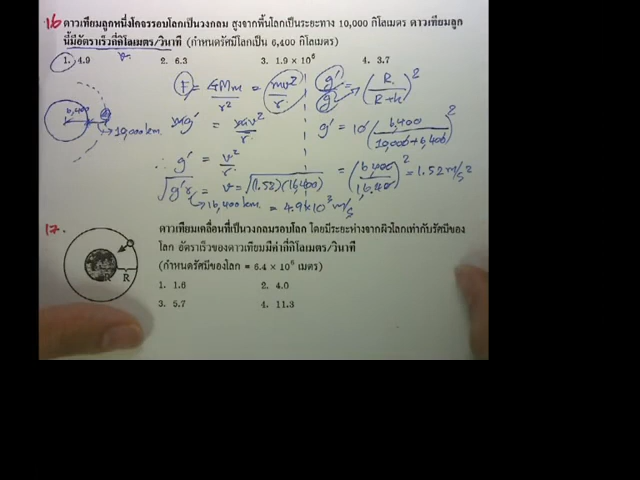 16 ดาวเทียมลูกหนึ่งโคจรรอบโลกเป็นวงกลม สูงจากพื้นโลกเป็นระยะทาง 10,000 กิโลเมตร ดาวเทียมลูก
นี้มีอัตราเร็วกี่กิโลเมตร/วินาที (กำหนดรัศมีโลกเป็น 6,400 กิโลเมตร)
1. 4.9 2. 6.3 3. 1.9 × 10⁶ 4. 3.7
F = GMm/r² = mv²/r
g'/g = (R/(R+h))²
6,400
10,000 km.
mg' = mv²/r
g' = 10(6,400/(10,000+6,400))²
∴ g' = v²/r
= (6,400/16,400)² = 1.52 m/s²
√g'r = v = √(1.52)(16,400)
16,400 km. = 4.9×10³ m/s
17. ดาวเทียมเคลื่อนที่เป็นวงกลมรอบโลก โดยมีระยะห่างจากผิวโลกเท่ากับรัศมีของ
โลก อัตราเร็วของดาวเทียมมีค่ากี่กิโลเมตร/วินาที
(กำหนดรัศมีของโลก = 6.4 × 10⁶ เมตร)
R R
1. 1.6 2. 4.0
3. 5.7 4. 11.3